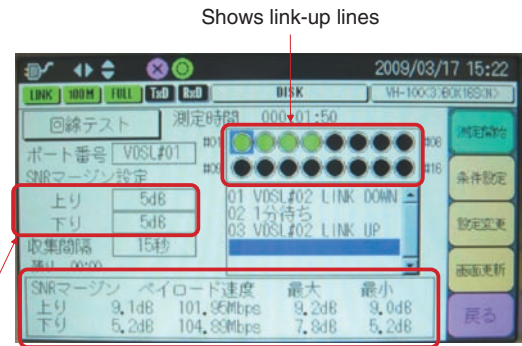 Shows link-up lines
2009/03/17 15:22
LINK 100M FULL TxD RxD DISK VH-100<3:BOX16S(N)>
回線テスト 測定時間 000:01:50
測定開始
#01 #08
ポート番号 VDSL#01
#09 #16
SNRマージン設定
条件設定
上り 5dB
01 VDSL#02 LINK DOWN
下り 5dB
02 1分待ち
03 VDSL#02 LINK UP
設定変更
収集間隔 15秒
残り 00:00
画面更新
SNRマージン ペイロード速度 最大 最小
上り 9.1dB 101.95Mbps 9.2dB 9.0dB
下り 5.2dB 104.89Mbps 7.8dB 5.2dB
戻る